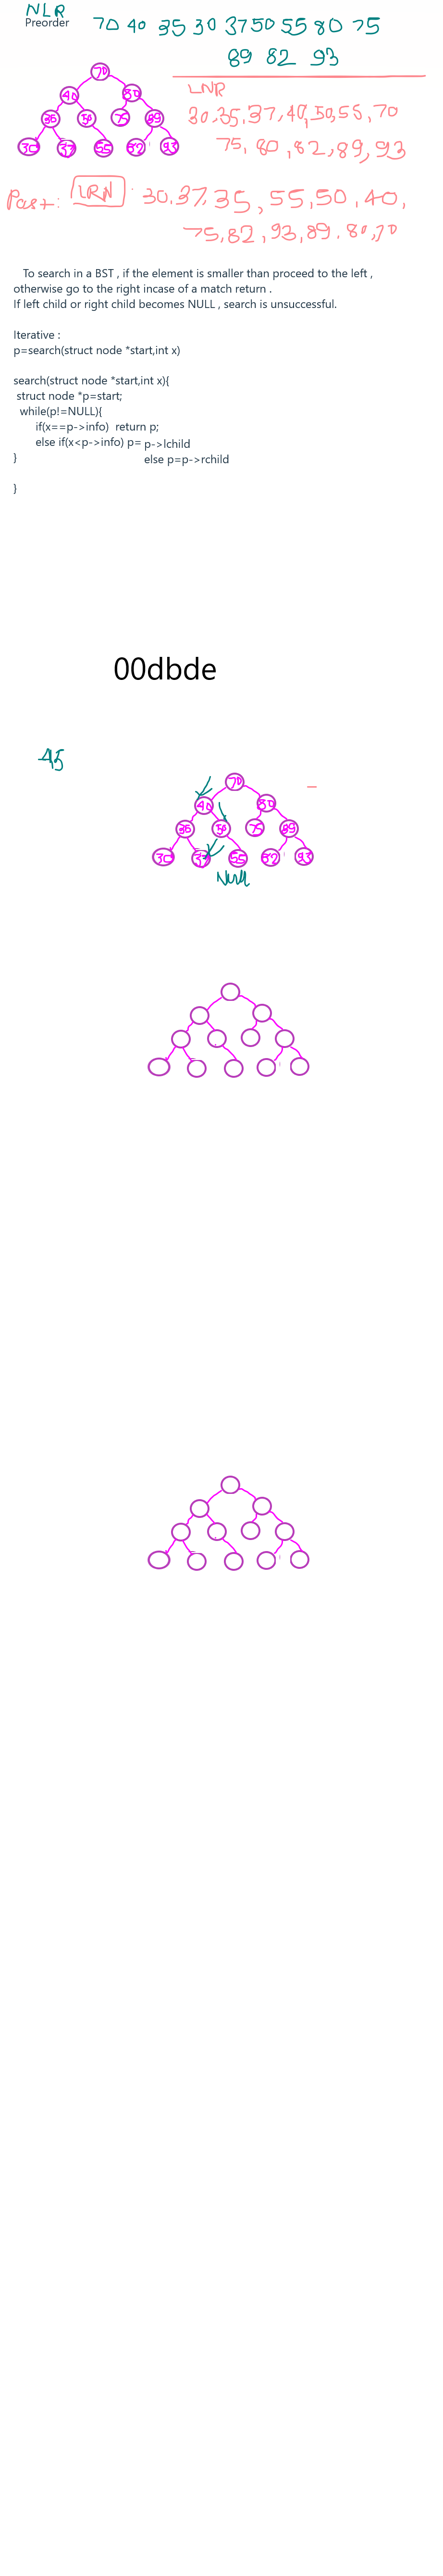 NLR
Preorder
70 40 35 30 37 50 55 80 75
89 82 93
70
40 80
35 50 75 89
30 37 55 82 93
LNR
30, 35, 37, 40, 50, 55, 70
75, 80, 82, 89, 93
Post: LRN : 30, 37, 35, 55, 50, 40,
75, 82, 93, 89, 80, 70
To search in a BST , if the element is smaller than proceed to the left ,
otherwise go to the right incase of a match return .
If left child or right child becomes NULL , search is unsuccessful.
Iterative :
p=search(struct node *start,int x)
search(struct node *start,int x){
struct node *p=start;
while(p!=NULL){
if(x==p->info) return p;
else if(x<p->info) p= p->lchild
} else p=p->rchild
}
00dbde
45
70
40 80
35 50 75 89
30 37 55 82 93
Null